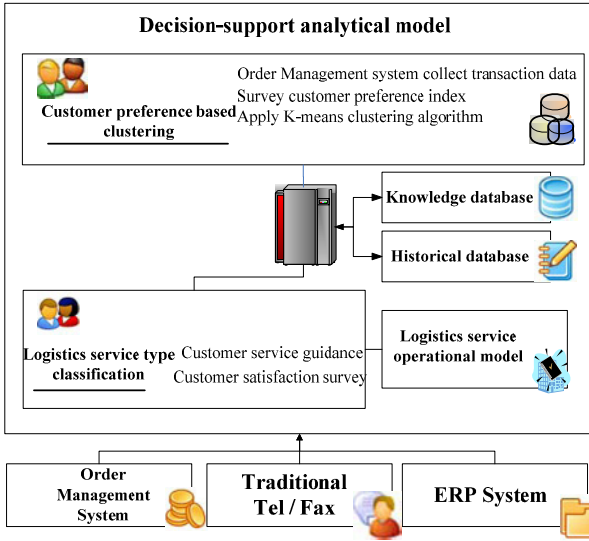 Decision-support analytical model
Order Management system collect transaction data
Survey customer preference index
Apply K-means clustering algorithm
Customer preference based
clustering
Knowledge database
Historical database
Logistics service type
classification
Customer service guidance
Customer satisfaction survey
Logistics service
operational model
Order
Management
System
Traditional
Tel / Fax
ERP System